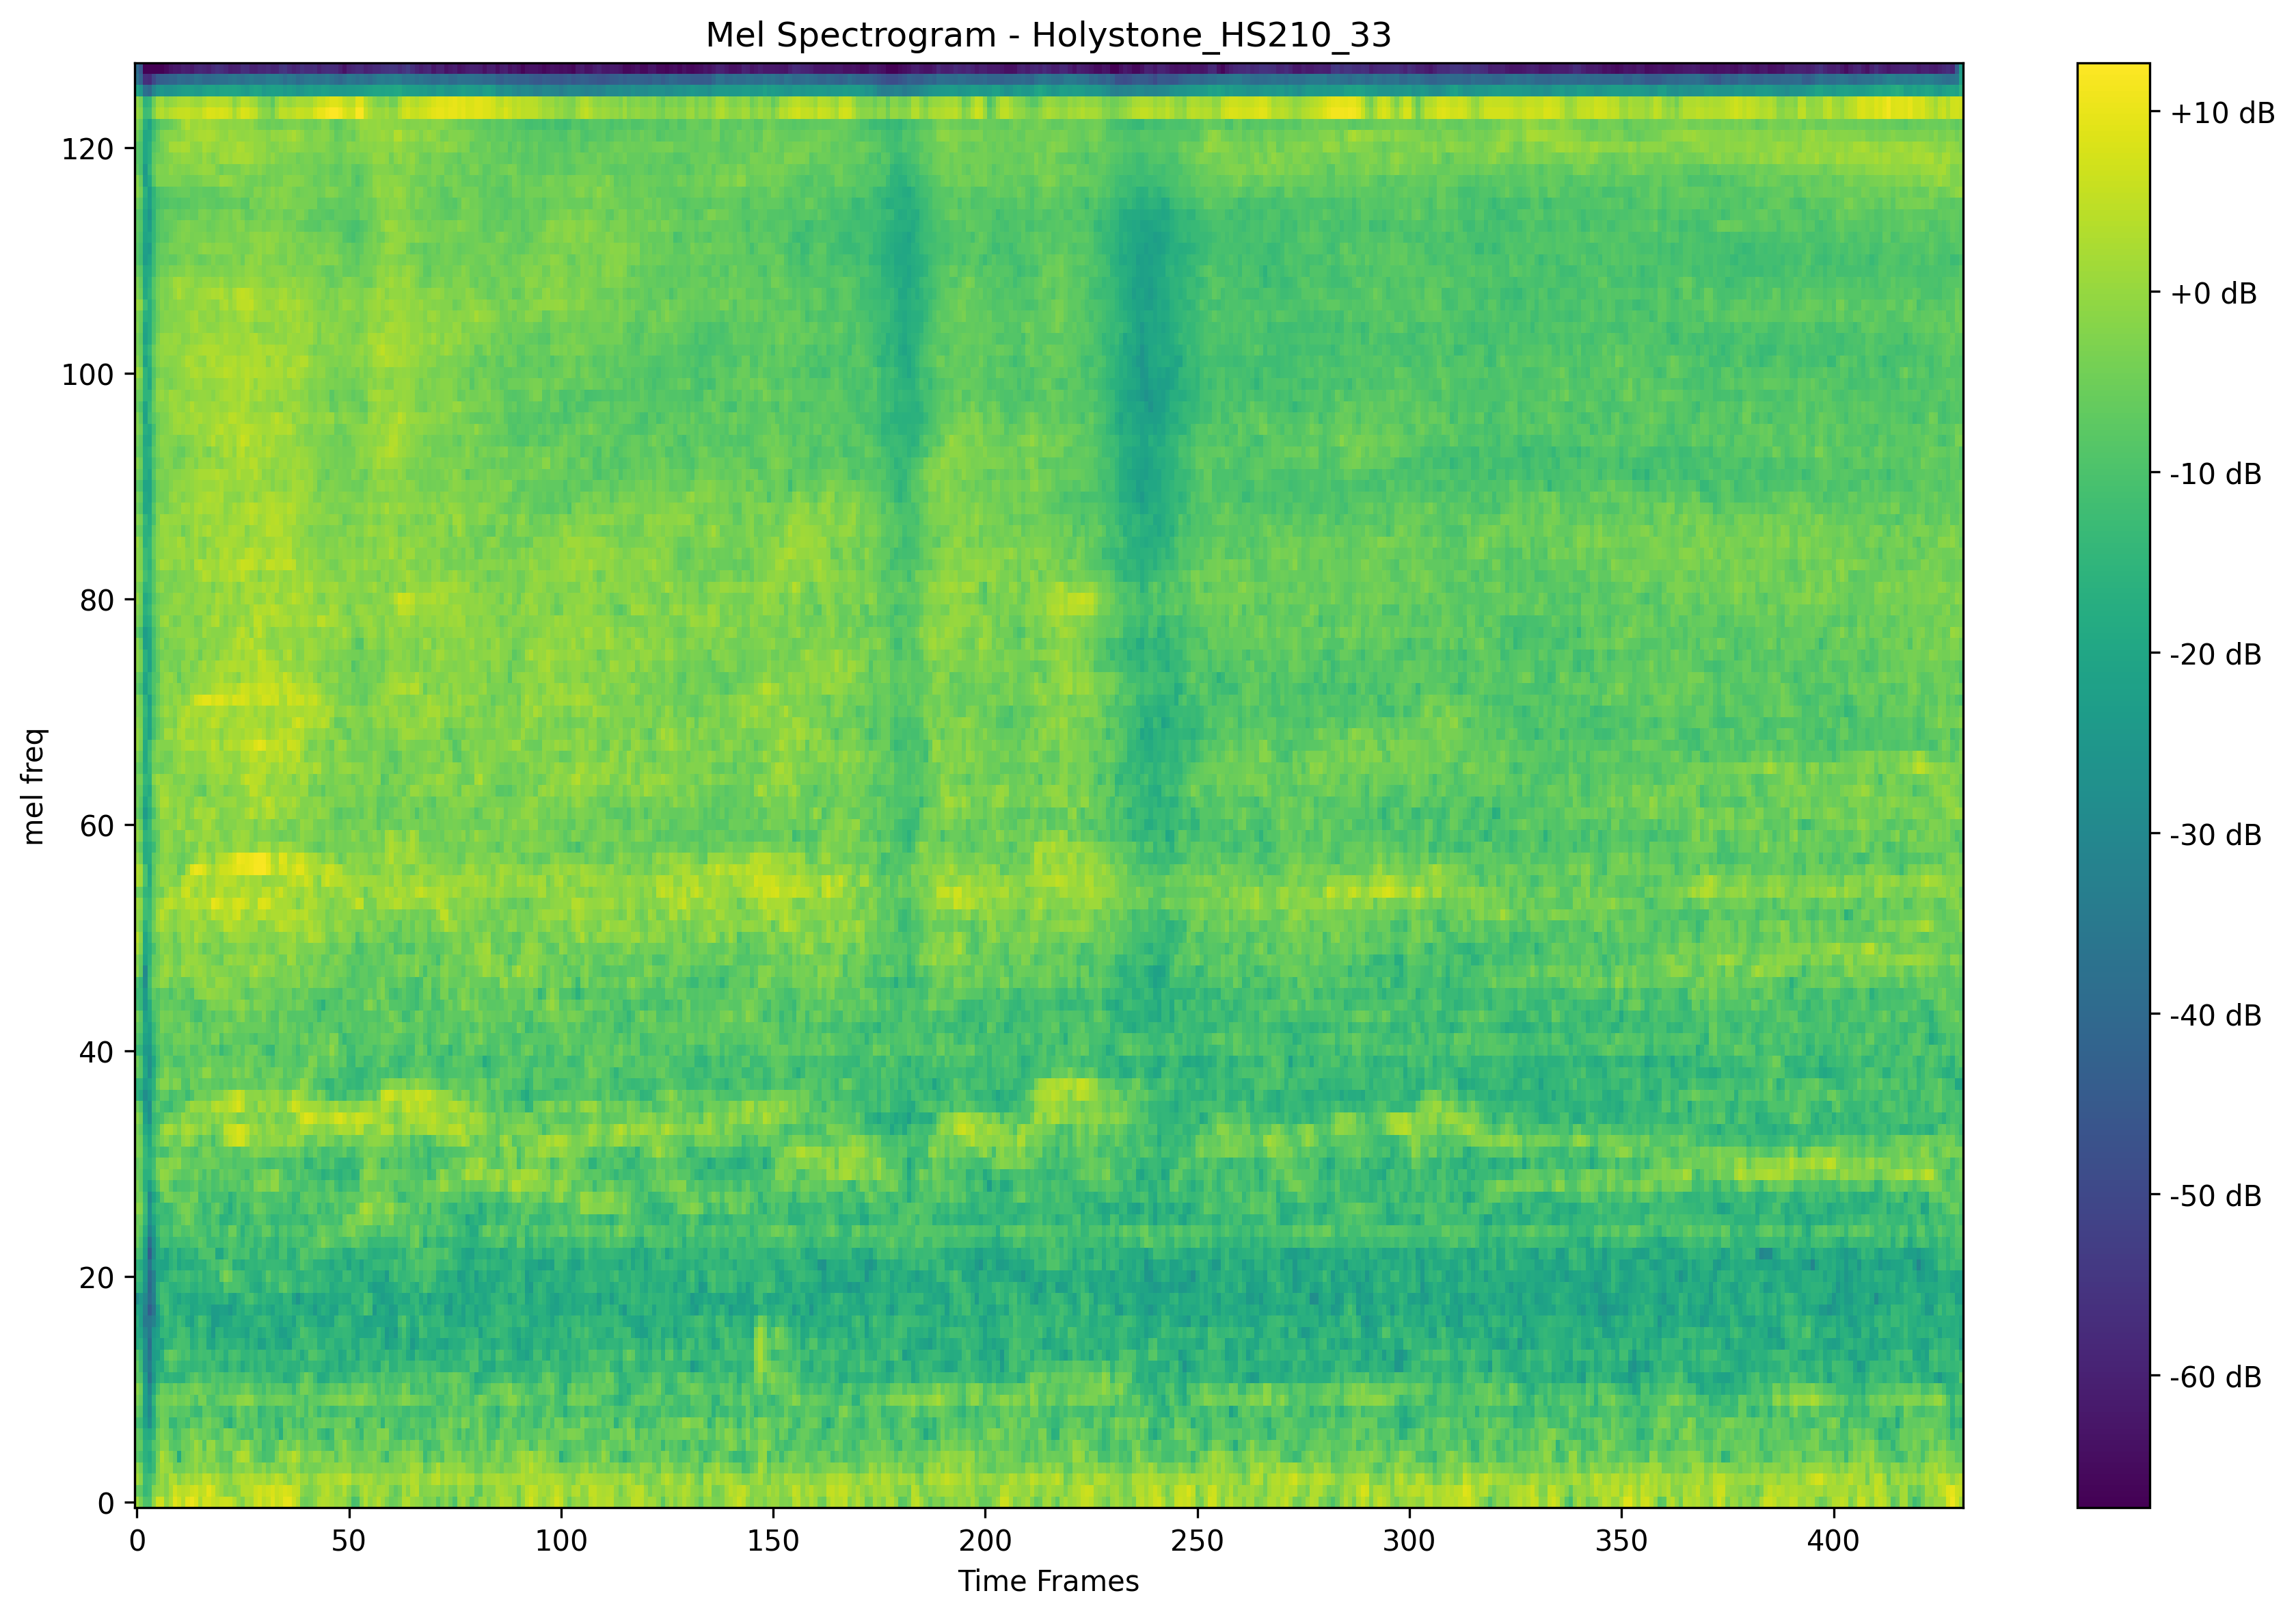 Mel Spectrogram - Holystone_HS210_33
mel freq
120
100
80
60
40
20
0
0 50 100 150 200 250 300 350 400
Time Frames
+10 dB
+0 dB
-10 dB
-20 dB
-30 dB
-40 dB
-50 dB
-60 dB